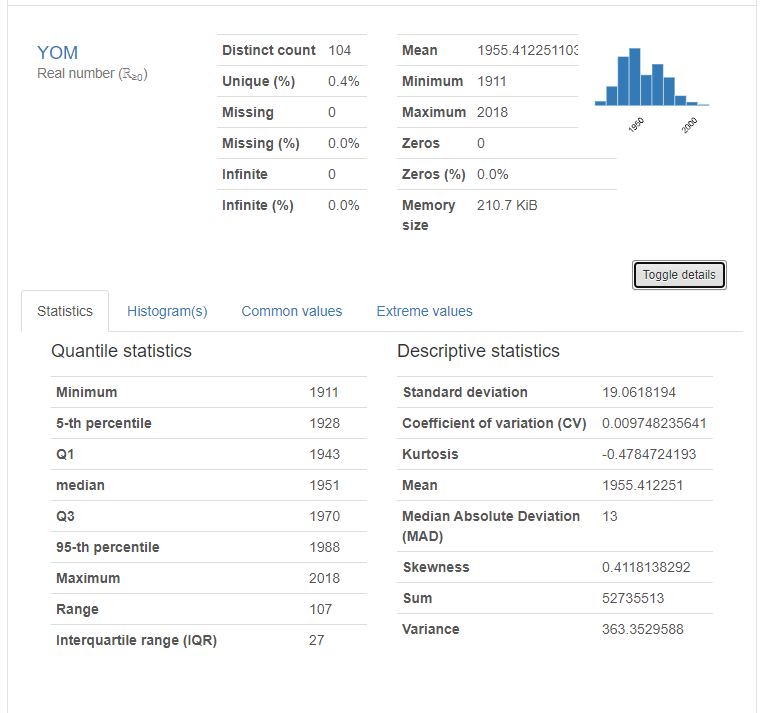 YOM
Real number (ℝ≥0)
Distinct count 104
Unique (%) 0.4%
Missing 0
Missing (%) 0.0%
Infinite 0
Infinite (%) 0.0%
Mean 1955.412251103
Minimum 1911
Maximum 2018
Zeros 0
Zeros (%) 0.0%
Memory size 210.7 KiB
1950 2000
Toggle details
Statistics Histogram(s) Common values Extreme values
Quantile statistics
Minimum 1911
5-th percentile 1928
Q1 1943
median 1951
Q3 1970
95-th percentile 1988
Maximum 2018
Range 107
Interquartile range (IQR) 27
Descriptive statistics
Standard deviation 19.0618194
Coefficient of variation (CV) 0.009748235641
Kurtosis -0.4784724193
Mean 1955.412251
Median Absolute Deviation (MAD) 13
Skewness 0.4118138292
Sum 52735513
Variance 363.3529588